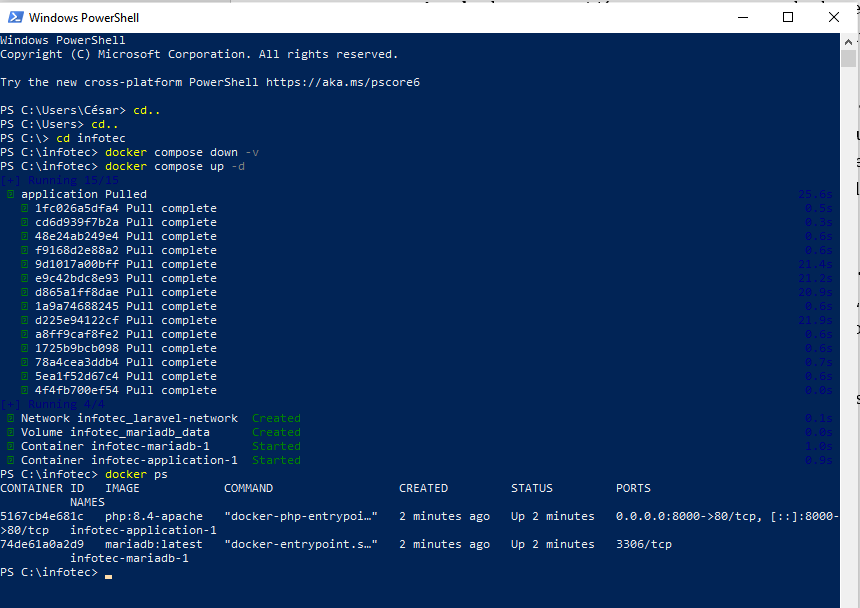 Windows PowerShell
Windows PowerShell
Copyright (C) Microsoft Corporation. All rights reserved.
Try the new cross-platform PowerShell https://aka.ms/pscore6
PS C:\Users\César> cd..
PS C:\Users> cd..
PS C:\> cd infotec
PS C:\infotec> docker compose down -v
PS C:\infotec> docker compose up -d
[+] Running 15/15
application Pulled 25.6s
1fc026a5dfa4 Pull complete 0.5s
cd6d939f7b2a Pull complete 0.3s
48e24ab249e4 Pull complete 0.6s
f9168d2e88a2 Pull complete 0.6s
9d1017a00bff Pull complete 21.4s
e9c42bdc8e93 Pull complete 21.2s
d865a1ff8dae Pull complete 20.9s
1a9a74688245 Pull complete 0.6s
d225e94122cf Pull complete 21.9s
a8ff9caf8fe2 Pull complete 0.6s
1725b9bcb098 Pull complete 0.6s
78a4cea3ddb4 Pull complete 0.7s
5ea1f52d67c4 Pull complete 0.6s
4f4fb700ef54 Pull complete 0.0s
[+] Running 4/4
Network infotec_laravel-network Created 0.1s
Volume infotec_mariadb_data Created 0.0s
Container infotec-mariadb-1 Started 1.0s
Container infotec-application-1 Started 0.9s
PS C:\infotec> docker ps
CONTAINER ID IMAGE COMMAND CREATED STATUS PORTS
NAMES
5167cb4e681c php:8.4-apache "docker-php-entrypoi…" 2 minutes ago Up 2 minutes 0.0.0.0:8000->80/tcp, [::]:8000-
>80/tcp infotec-application-1
74de61a0a2d9 mariadb:latest "docker-entrypoint.s…" 2 minutes ago Up 2 minutes 3306/tcp
infotec-mariadb-1
PS C:\infotec>